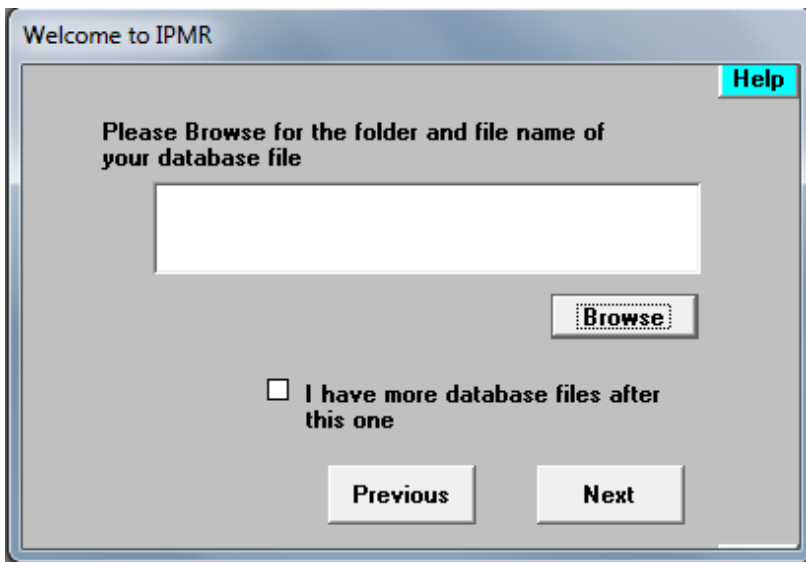 Welcome to IPMR
Help
Please Browse for the folder and file name of
your database file
Browse
I have more database files after
this one
Previous
Next